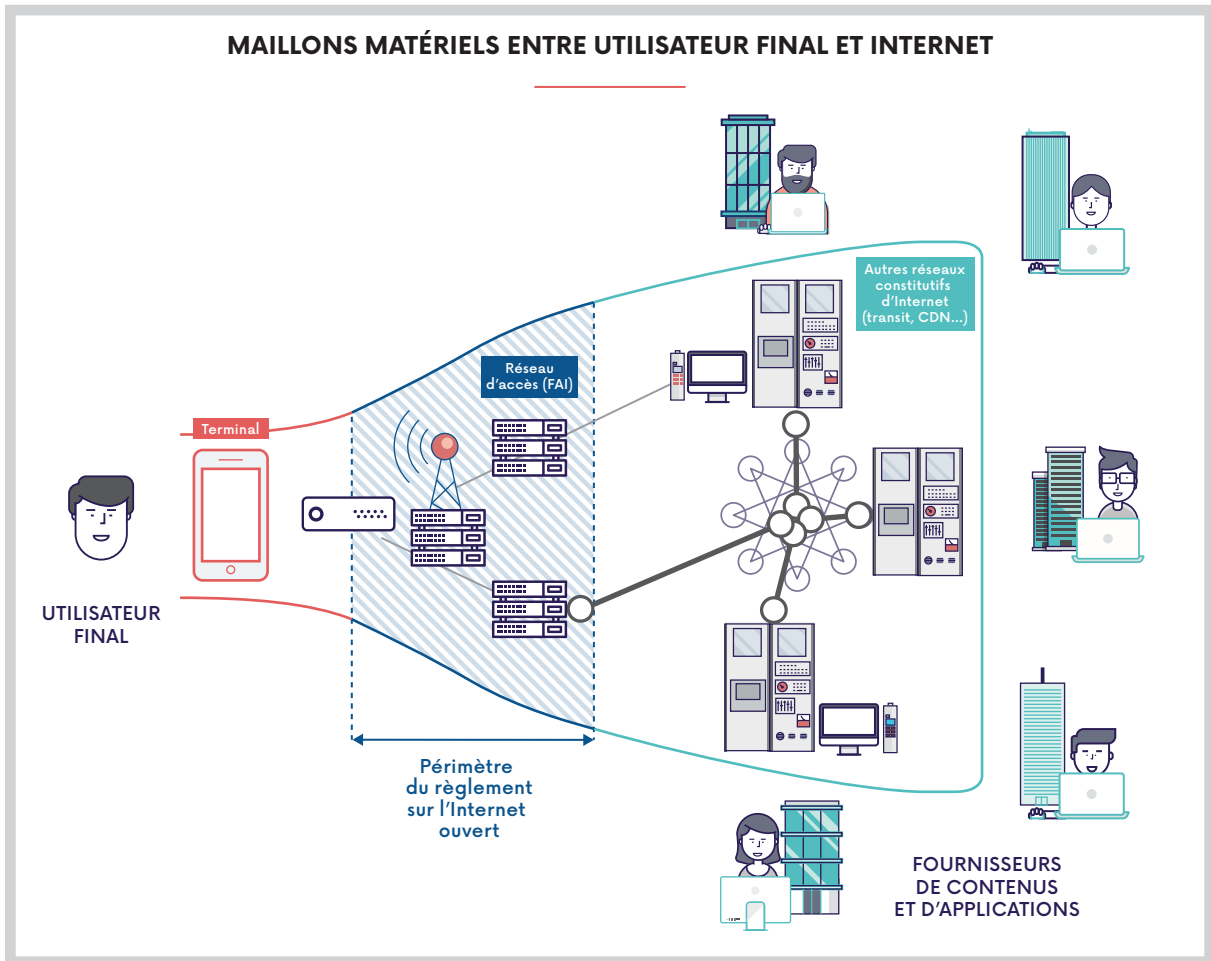 MAILLONS MATÉRIELS ENTRE UTILISATEUR FINAL ET INTERNET
Autres réseaux
constitutifs
d'Internet
(transit, CDN...)
Réseau
d'accès (FAI)
Terminal
UTILISATEUR
FINAL
Périmètre
du règlement
sur l'Internet
ouvert
FOURNISSEURS
DE CONTENUS
ET D'APPLICATIONS